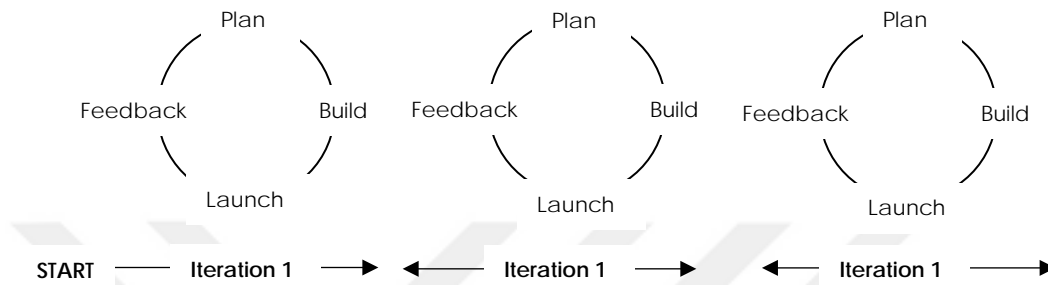 Plan Plan Plan
Feedback Build Feedback Build Feedback Build
Launch Launch Launch
START Iteration 1 Iteration 1 Iteration 1